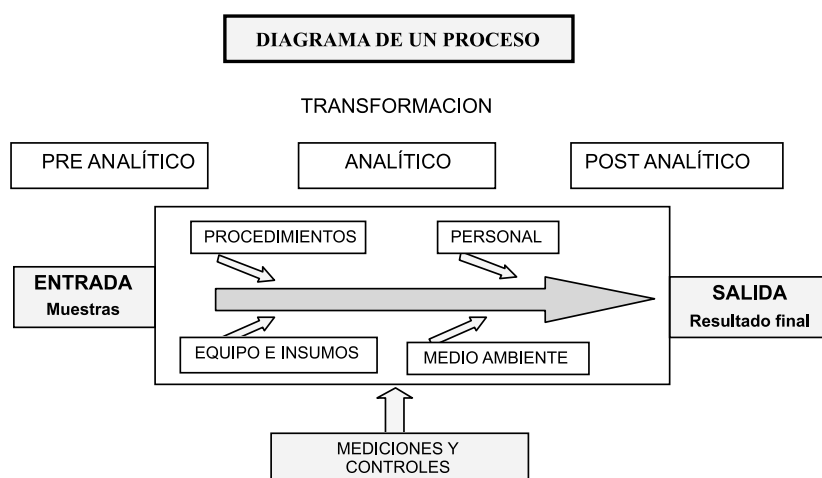 DIAGRAMA DE UN PROCESO
TRANSFORMACION
PRE ANALÍTICO
ANALÍTICO
POST ANALÍTICO
PROCEDIMIENTOS
PERSONAL
ENTRADA
Muestras
SALIDA
Resultado final
EQUIPO E INSUMOS
MEDIO AMBIENTE
MEDICIONES Y
CONTROLES